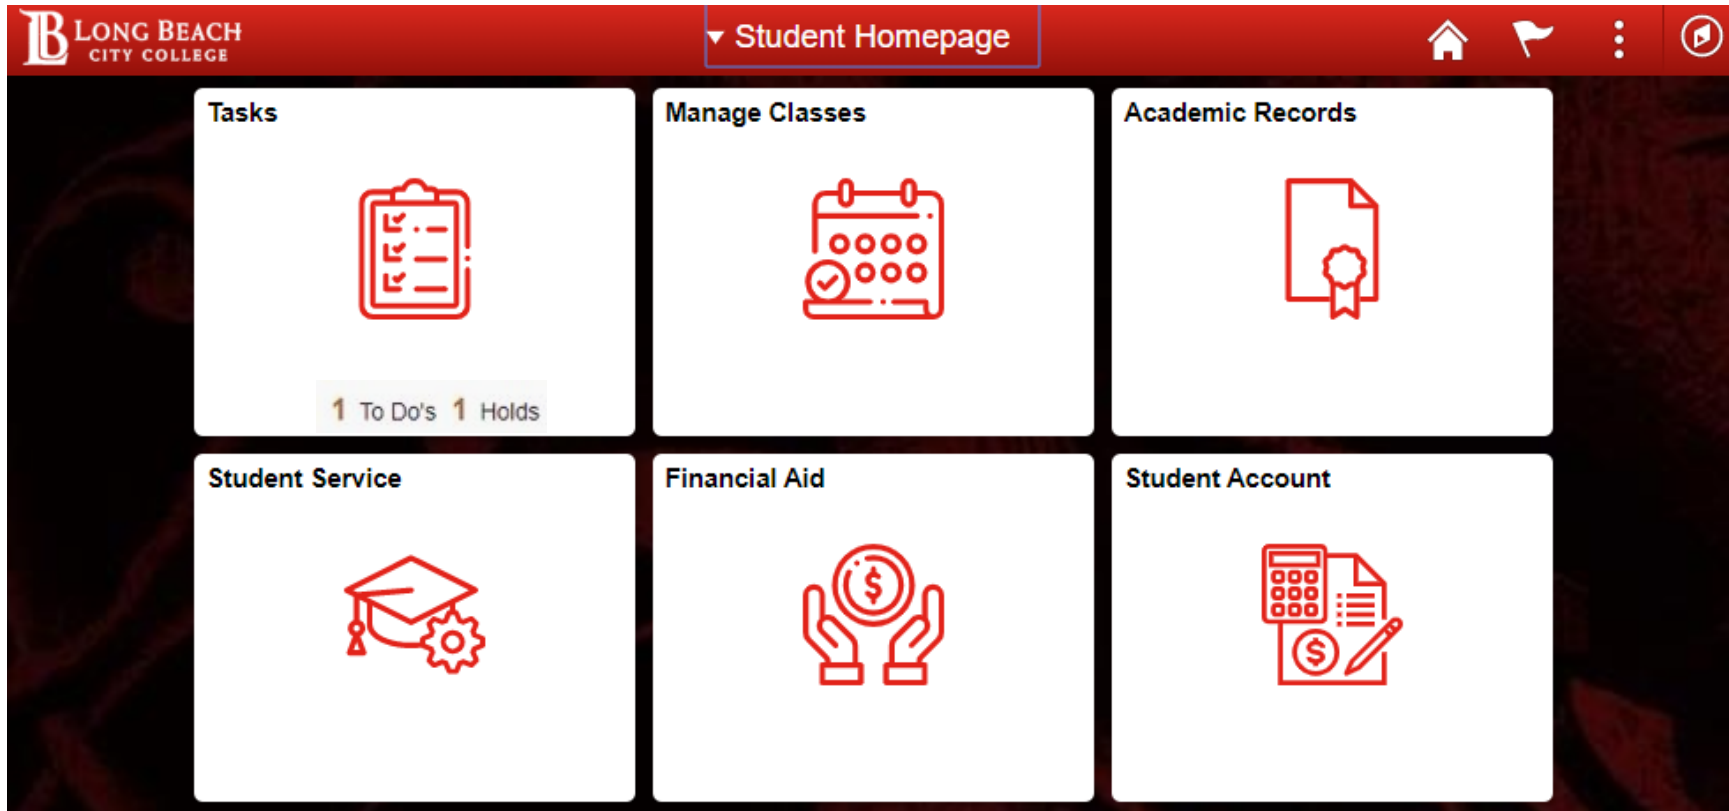 LB LONG BEACH
CITY COLLEGE
Student Homepage
Tasks
1 To Do's 1 Holds
Manage Classes
Academic Records
Student Service
Financial Aid
$
Student Account
$